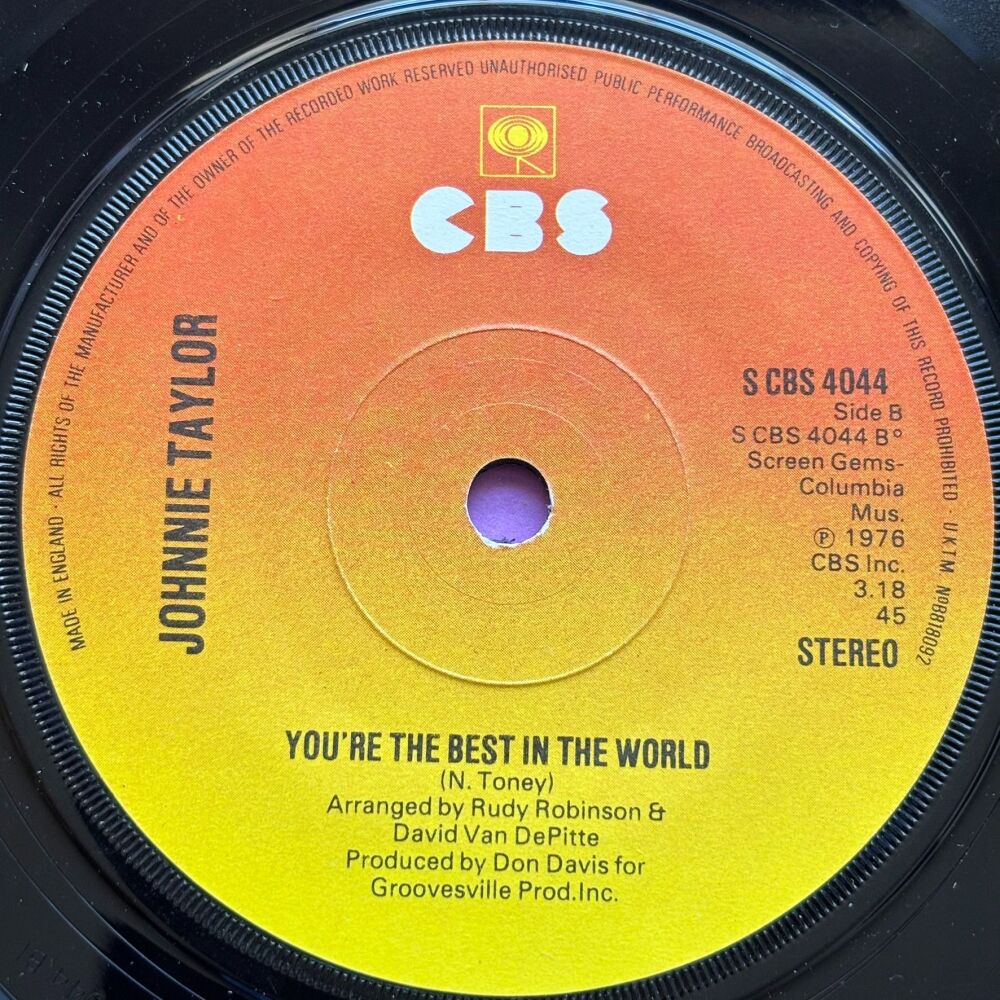 MADE IN ENGLAND · ALL RIGHTS OF THE MANUFACTURER AND OF THE OWNER OF THE RECORDED WORK RESERVED UNAUTHORISED PUBLIC PERFORMANCE BROADCASTING AND COPYING OF THIS RECORD PROHIBITED · U.K.T.M. No8818092
CBS
JOHNNIE TAYLOR
S CBS 4044
Side B
S CBS 4044 B°
Screen Gems-
Columbia
Mus.
℗ 1976
CBS Inc.
3.18
45
STEREO
YOU'RE THE BEST IN THE WORLD
(N. Toney)
Arranged by Rudy Robinson &
David Van DePitte
Produced by Don Davis for
Groovesville Prod.Inc.